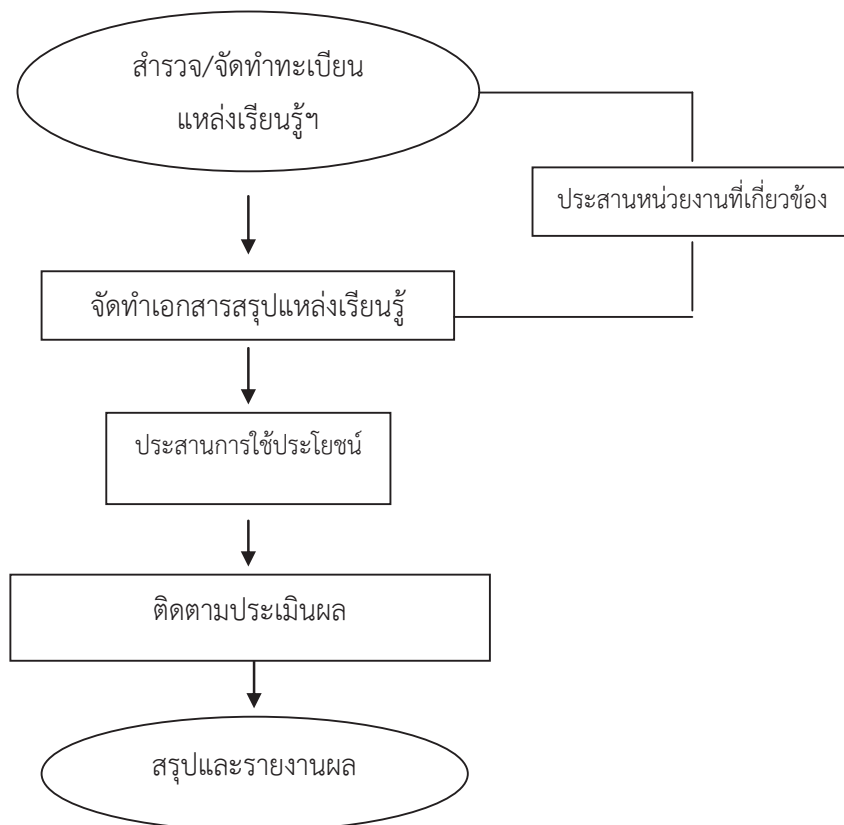 สำรวจ/จัดทำทะเบียน
แหล่งเรียนรู้ฯ
ประสานหน่วยงานที่เกี่ยวข้อง
จัดทำเอกสารสรุปแหล่งเรียนรู้
ประสานการใช้ประโยชน์
ติดตามประเมินผล
สรุปและรายงานผล